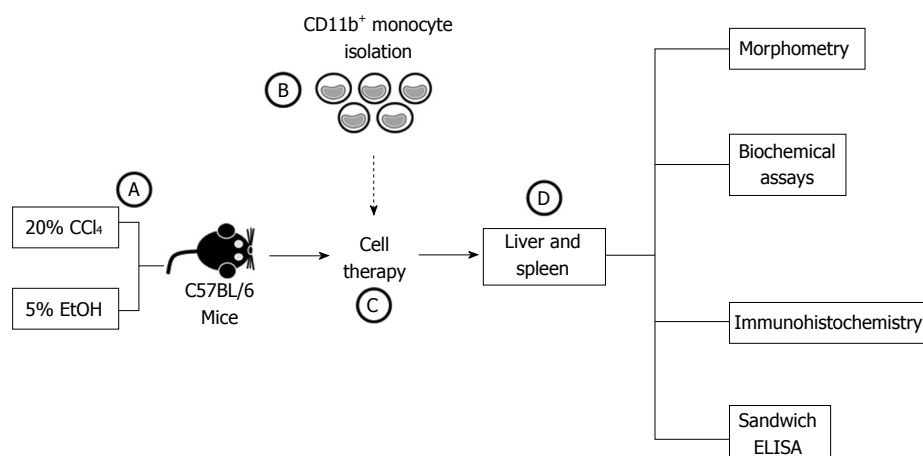 CD11b⁺ monocyte
isolation
B
A
20% CCl₄
5% EtOH
C57BL/6
Mice
Cell
therapy
C
D
Liver and
spleen
Morphometry
Biochemical
assays
Immunohistochemistry
Sandwich
ELISA